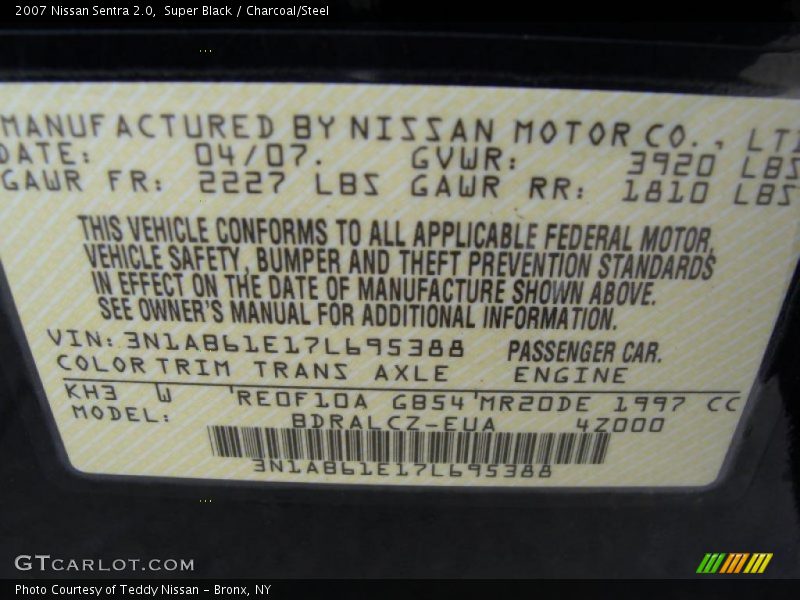 2007 Nissan Sentra 2.0,  Super Black / Charcoal/Steel
MANUFACTURED BY NISSAN MOTOR CO., LT
DATE: 04/07. GVWR: 3920 LBS
GAWR FR: 2227 LBS GAWR RR: 1810 LBS
THIS VEHICLE CONFORMS TO ALL APPLICABLE FEDERAL MOTOR
VEHICLE SAFETY, BUMPER AND THEFT PREVENTION STANDARDS
IN EFFECT ON THE DATE OF MANUFACTURE SHOWN ABOVE.
SEE OWNER'S MANUAL FOR ADDITIONAL INFORMATION.
VIN: 3N1AB61E17L695388 PASSENGER CAR.
COLOR TRIM TRANS AXLE ENGINE
KH3 W 'RE0F10A GB54'MR20DE 1997 CC
MODEL: BDRALCZ-EUA 4Z000
3N1AB61E17L695388
GTCARLOT.COM
Photo Courtesy of Teddy Nissan – Bronx, NY